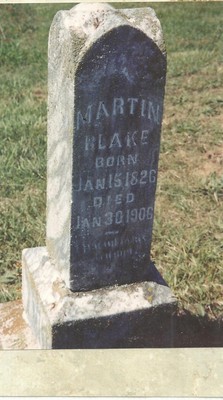 MARTIN
BLAKE
BORN
JAN 15 1826
DIED
JAN 30 1906